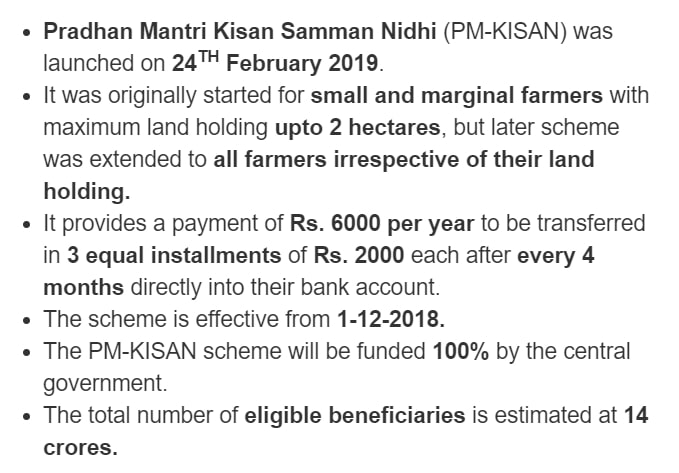 Pradhan Mantri Kisan Samman Nidhi (PM-KISAN) was
launched on 24TH February 2019.
It was originally started for small and marginal farmers with
maximum land holding upto 2 hectares, but later scheme
was extended to all farmers irrespective of their land
holding.
It provides a payment of Rs. 6000 per year to be transferred
in 3 equal installments of Rs. 2000 each after every 4
months directly into their bank account.
The scheme is effective from 1-12-2018.
The PM-KISAN scheme will be funded 100% by the central
government.
The total number of eligible beneficiaries is estimated at 14
crores.